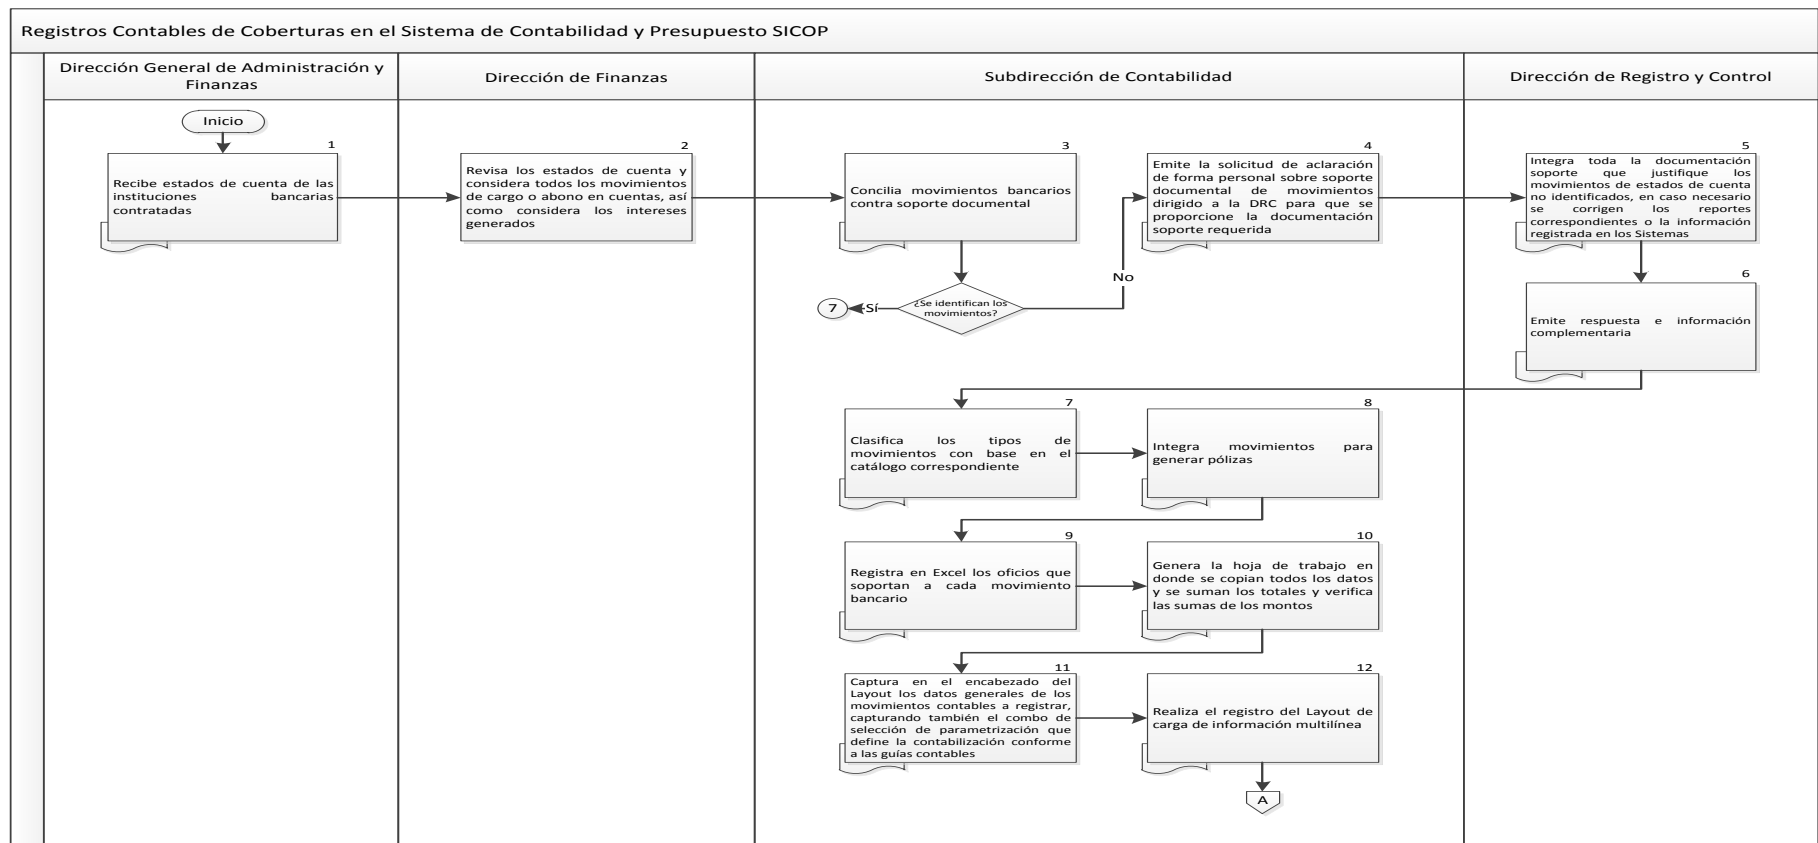 Registros Contables de Coberturas en el Sistema de Contabilidad y Presupuesto SICOP
Dirección General de Administración y
Finanzas
Dirección de Finanzas
Subdirección de Contabilidad
Dirección de Registro y Control
Inicio
1
Recibe estados de cuenta de las
instituciones bancarias
contratadas
2
Revisa los estados de cuenta y
considera todos los movimientos
de cargo o abono en cuentas, así
como considera los intereses
generados
3
Concilia movimientos bancarios
contra soporte documental
¿Se identifican los
movimientos?
Sí
7
No
4
Emite la solicitud de aclaración
de forma personal sobre soporte
documental de movimientos
dirigido a la DRC para que se
proporcione la documentación
soporte requerida
5
Integra toda la documentación
soporte que justifique los
movimientos de estados de cuenta
no identificados, en caso necesario
se corrigen los reportes
correspondientes o la información
registrada en los Sistemas
6
Emite respuesta e información
complementaria
7
Clasifica los tipos de
movimientos con base en el
catálogo correspondiente
8
Integra movimientos para
generar pólizas
9
Registra en Excel los oficios que
soportan a cada movimiento
bancario
10
Genera la hoja de trabajo en
donde se copian todos los datos
y se suman los totales y verifica
las sumas de los montos
11
Captura en el encabezado del
Layout los datos generales de los
movimientos contables a registrar,
capturando también el combo de
selección de parametrización que
define la contabilización conforme
a las guías contables
12
Realiza el registro del Layout de
carga de información multilínea
A